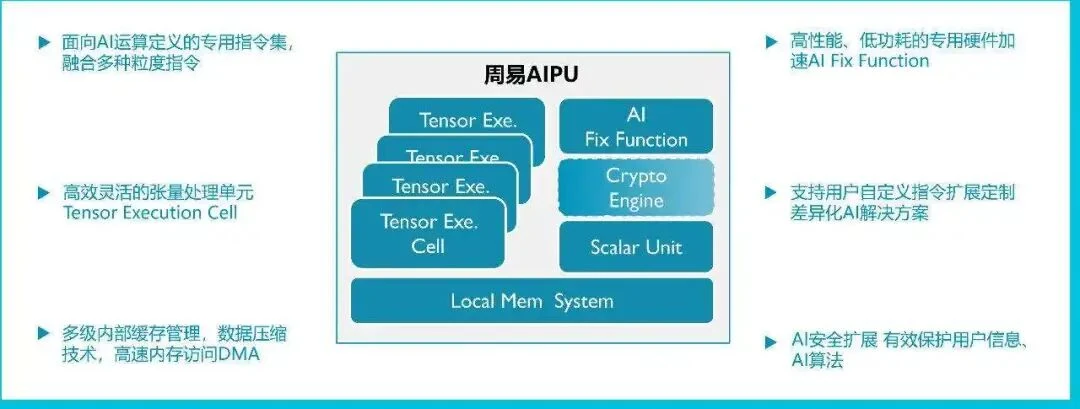 面向AI运算定义的专用指令集，
融合多种粒度指令
高效灵活的张量处理单元
Tensor Execution Cell
多级内部缓存管理，数据压缩
技术，高速内存访问DMA
周易AIPU
Tensor Exe.
Tensor Exe
Tensor Exe.
Tensor Exe.
Cell
AI
Fix Function
Crypto
Engine
Scalar Unit
Local Mem System
高性能、低功耗的专用硬件加
速AI Fix Function
支持用户自定义指令扩展定制
差异化AI解决方案
AI安全扩展 有效保护用户信息、
AI算法